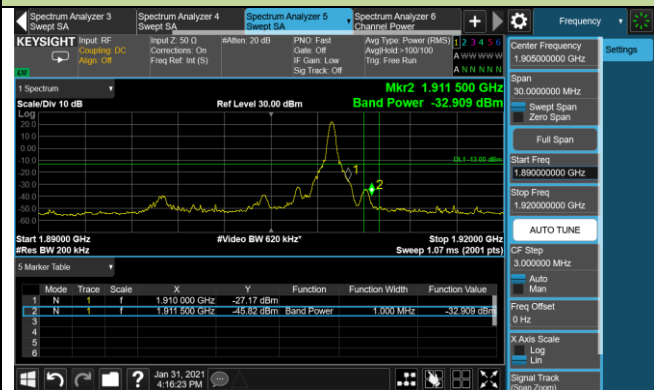 Spectrum Analyzer 3
Swept SA
Spectrum Analyzer 4
Swept SA
Spectrum Analyzer 5
Swept SA
Spectrum Analyzer 6
Channel Power
Frequency
KEYSIGHT
Input: RF
Coupling: DC
Align: Off
Input Z: 50 Ω
Corrections: On
Freq Ref: Int (S)
#Atten: 20 dB
PNO: Fast
Gate: Off
IF Gain: Low
Sig Track: Off
Avg Type: Power (RMS)
Avg|Hold:>100/100
Trig: Free Run
1 2 3 4 5 6
A W W W W W
A N N N N N
LXI
1 Spectrum
Mkr2 1.911 500 GHz
Scale/Div 10 dB
Ref Level 30.00 dBm
Band Power -32.909 dBm
Log
20.0
10.0
0.00
-10.0
-20.0
-30.0
-40.0
-50.0
-60.0
DL1 -13.00 dBm
1
2
Start 1.89000 GHz
#Video BW 620 kHz*
Stop 1.92000 GHz
#Res BW 200 kHz
Sweep 1.07 ms (2001 pts)
5 Marker Table
Mode Trace Scale X Y Function Function Width Function Value
1 N 1 f 1.910 000 GHz -27.17 dBm
2 N 1 f 1.911 500 GHz -45.82 dBm Band Power 1.000 MHz -32.909 dBm
3
4
5
6
Jan 31, 2021
4:16:23 PM
Center Frequency
1.905000000 GHz
Settings
Span
30.0000000 MHz
Swept Span
Zero Span
Full Span
Start Freq
1.890000000 GHz
Stop Freq
1.920000000 GHz
AUTO TUNE
CF Step
3.000000 MHz
Auto
Man
Freq Offset
0 Hz
X Axis Scale
Log
Lin
Signal Track
(Span Zoom)